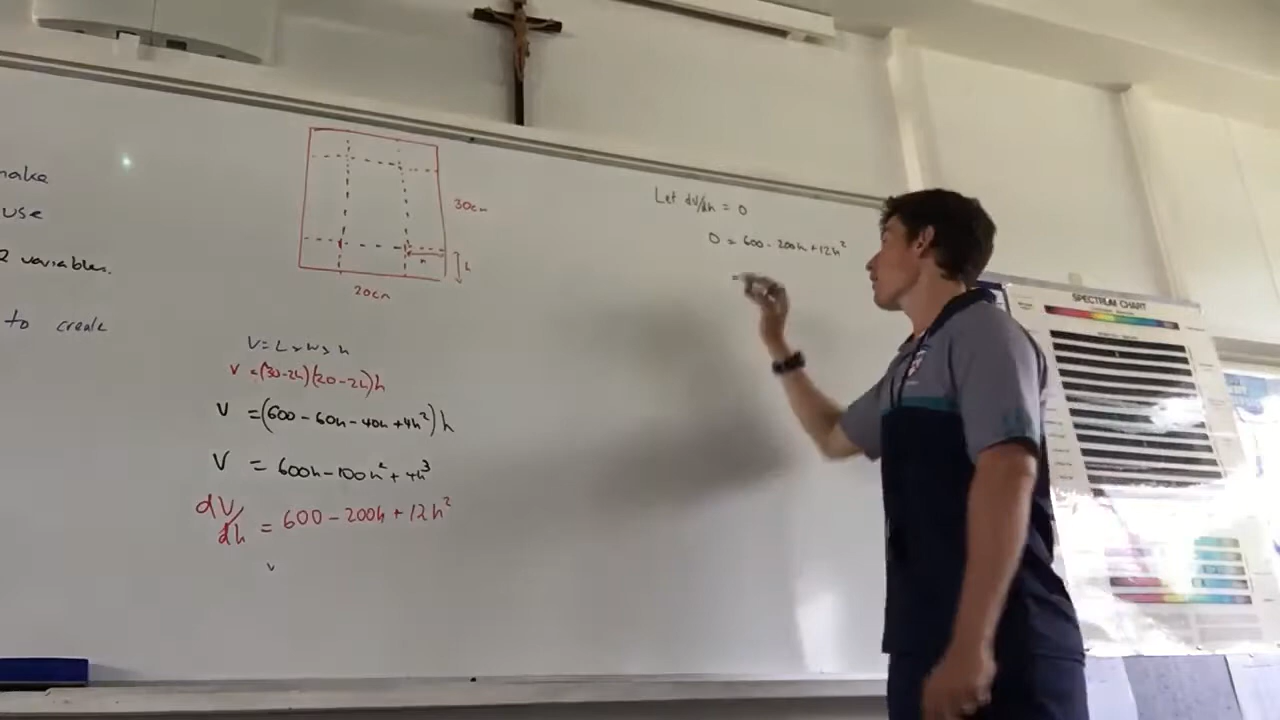 make
use
2 variables.
to create
30cm
h
h
20cm
V = L x W x h
V = (30-2h)(20-2h)h
V = (600 - 60h - 40h + 4h²)h
V = 600h - 100h² + 4h³
dV/dh = 600 - 200h + 12h²
Let dV/dh = 0
0 = 600 - 200h + 12h²
=
SPECTRUM CHART